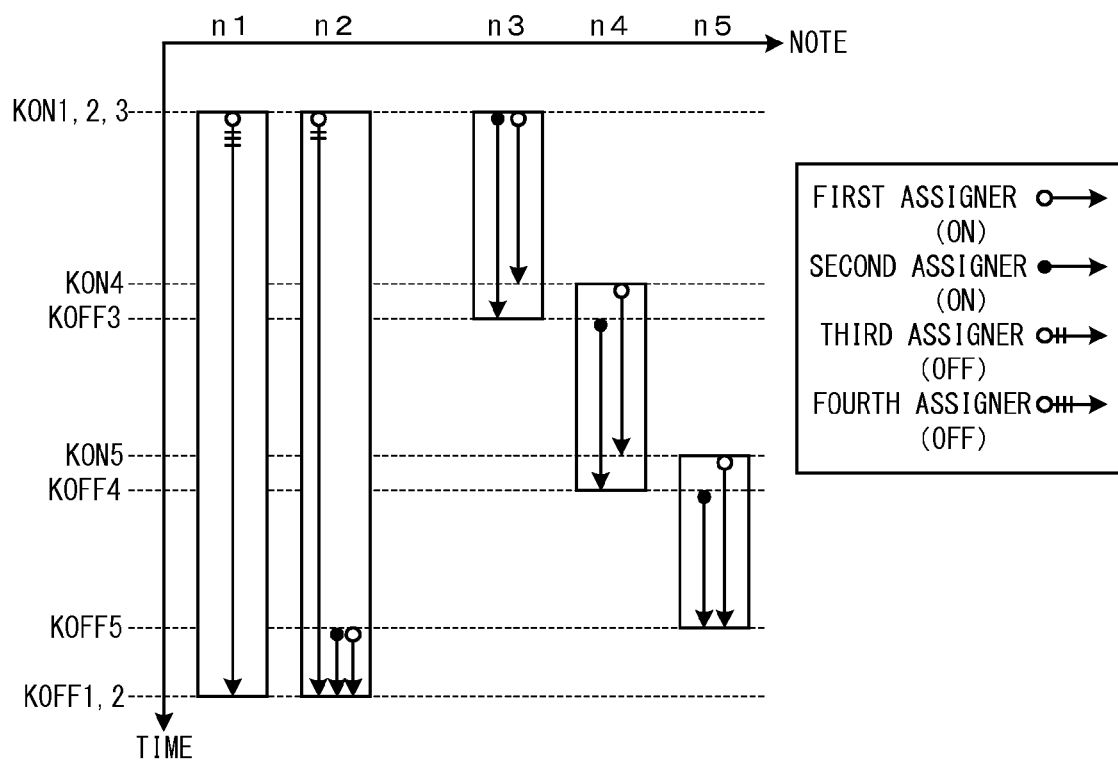 n1 n2 n3 n4 n5
NOTE
KON1, 2, 3
KON4
KOFF3
KON5
KOFF4
KOFF5
KOFF1, 2
TIME
FIRST ASSIGNER
(ON)
SECOND ASSIGNER
(ON)
THIRD ASSIGNER
(OFF)
FOURTH ASSIGNER
(OFF)